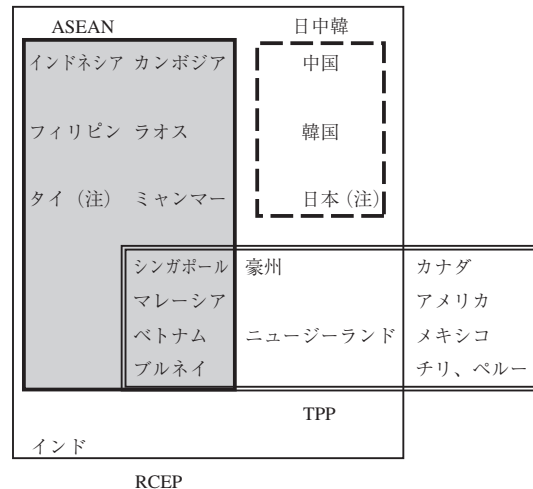 ASEAN 日中韓
インドネシア カンボジア 中国
フィリピン ラオス 韓国
タイ（注） ミャンマー 日本（注）
シンガポール 豪州 カナダ
マレーシア アメリカ
ベトナム ニュージーランド メキシコ
ブルネイ チリ、ペルー
TPP
インド
RCEP